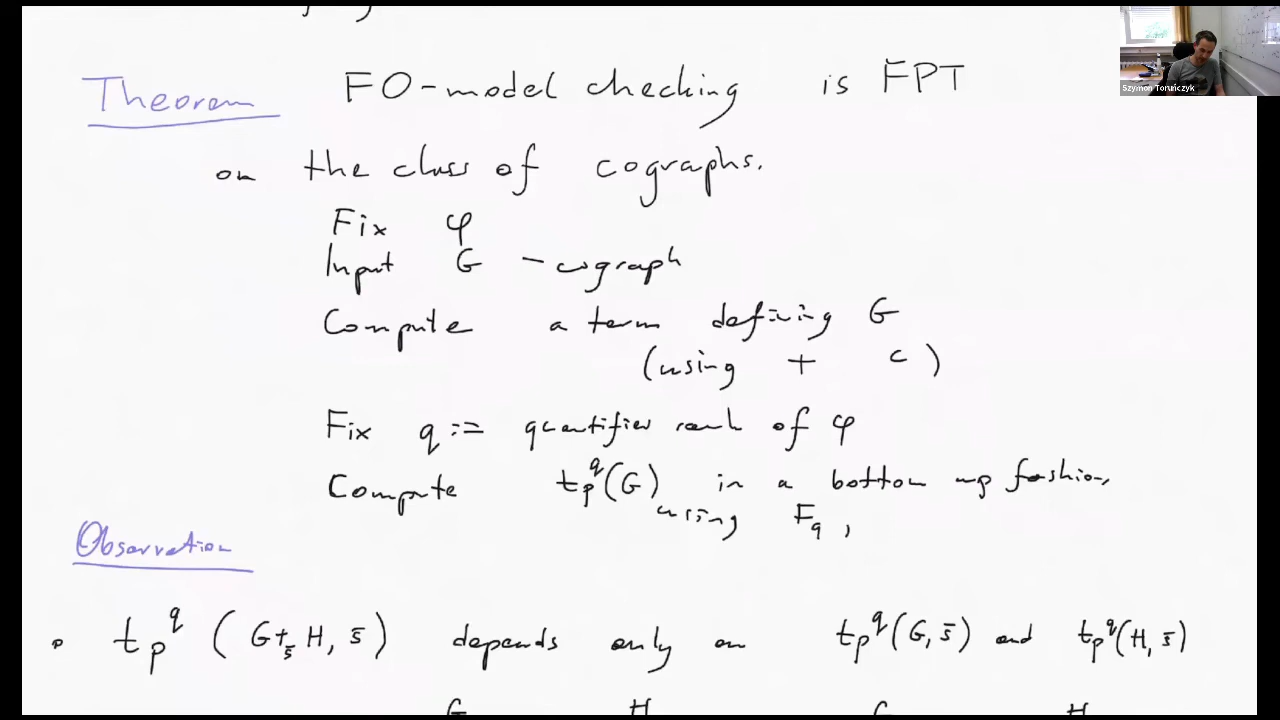 Theorem FO-model checking is FPT
on the class of cographs.
Fix φ
Input G - cograph
Compute a term defining G
(using + c)
Fix q := quantifier rank of φ
Compute tp^q(G) in a bottom up fashion,
using F_q,
Observation
• tp^q (G +_s̄ H, s̄) depends only on tp^q(G, s̄) and tp^q(H, s̄)
G H G H
Szymon Toruńczyk